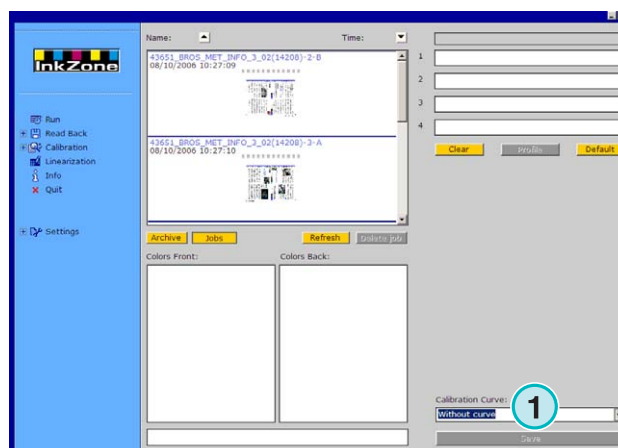 InkZone
Run
Read Back
Calibration
Linearization
Info
Quit
Settings
Name:
Time:
43651_BROS_MET_INFO_3_02(14208)-2-B
08/10/2006 10:27:09
43651_BROS_MET_INFO_3_02(14208)-3-A
08/10/2006 10:27:10
Archive
Jobs
Refresh
Delete job
Colors Front:
Colors Back:
1
2
3
4
Clear
Profile
Default
Calibration Curve:
Without curve
1
Save